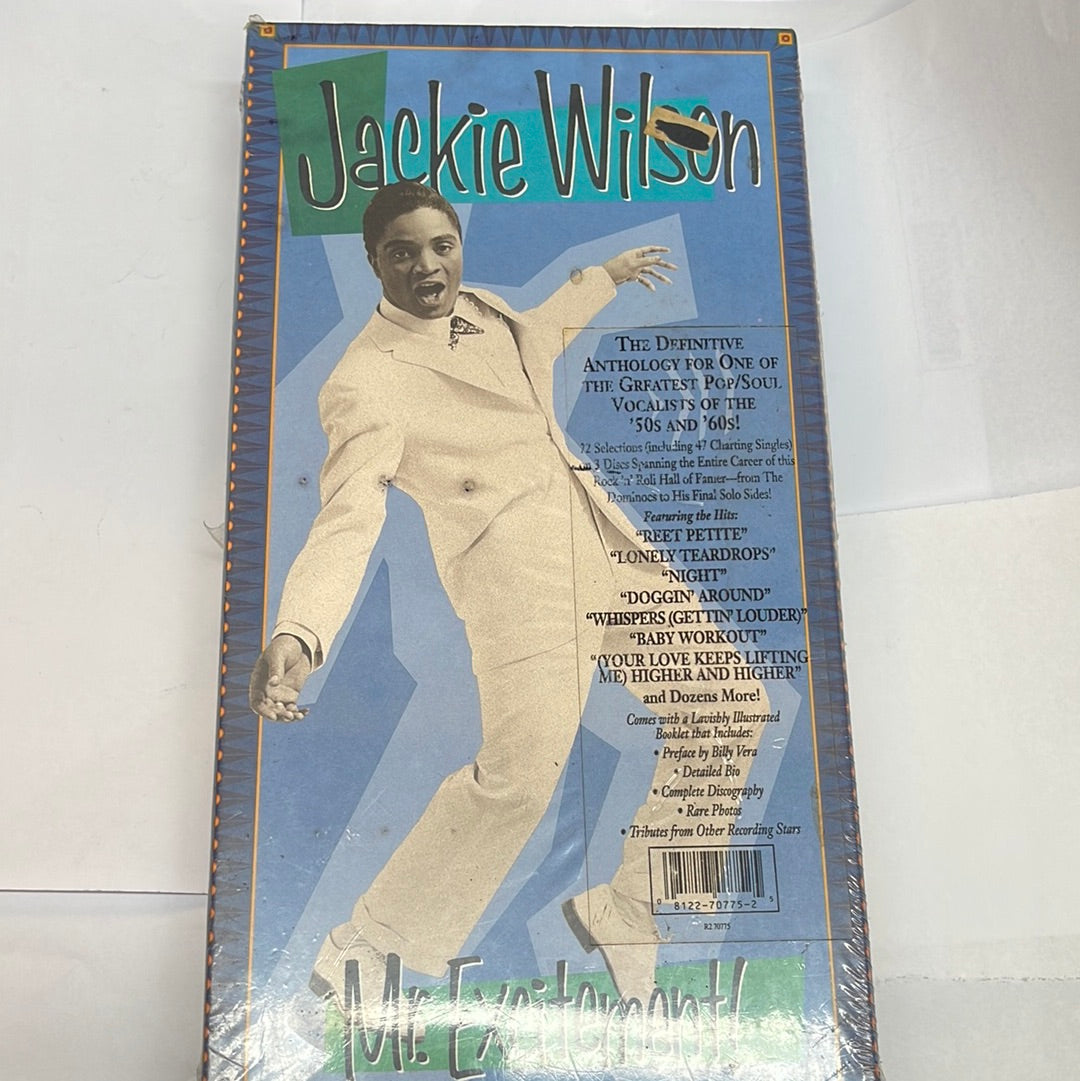 Jackie Wilson
THE DEFINITIVE
ANTHOLOGY FOR ONE OF
THE GREATEST POP/SOUL
VOCALISTS OF THE
'50S AND '60S!
72 Selections (including 47 Charting Singles)
3 Discs Spanning the Entire Career of this
Rock 'n' Roll Hall of Famer—from The
Dominoes to His Final Solo Sides!
Featuring the Hits:
"REET PETITE"
"LONELY TEARDROPS"
"NIGHT"
"DOGGIN' AROUND"
"WHISPERS (GETTIN' LOUDER)"
"BABY WORKOUT"
"(YOUR LOVE KEEPS LIFTING
ME) HIGHER AND HIGHER"
and Dozens More!
Comes with a Lavishly Illustrated
Booklet that Includes:
• Preface by Billy Vera
• Detailed Bio
• Complete Discography
• Rare Photos
• Tributes from Other Recording Stars
0 8122-70775-2 5
R2 70775
Mr. Excitement!